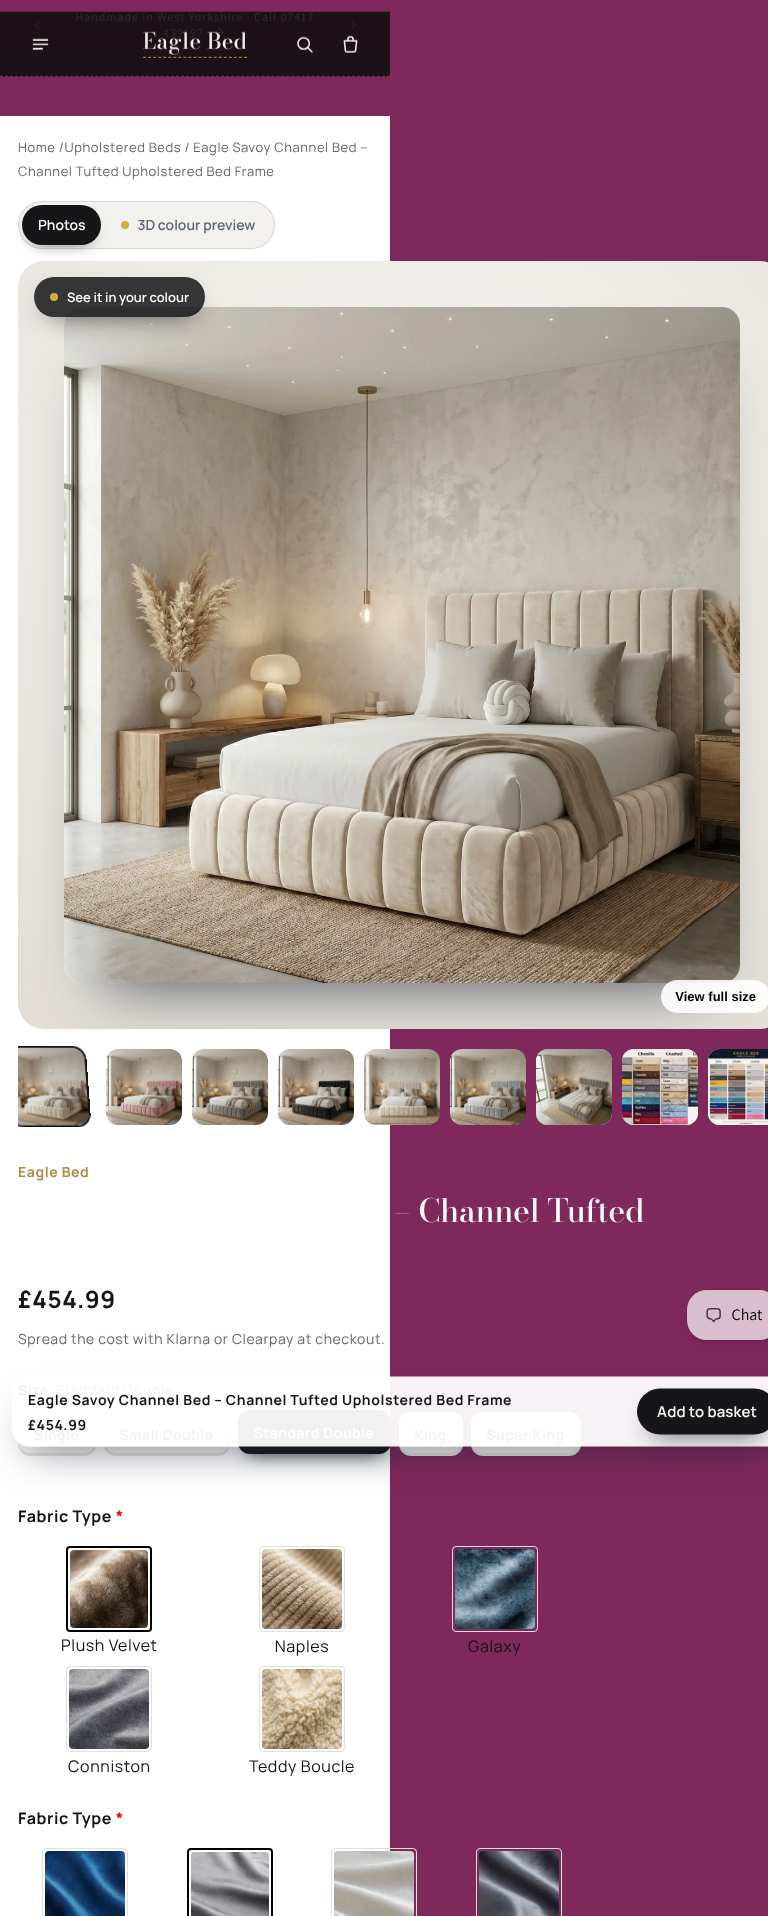 Handmade in West Yorkshire · Call 07417
Eagle Bed
Home /Upholstered Beds / Eagle Savoy Channel Bed –
Channel Tufted Upholstered Bed Frame
Photos
3D colour preview
See it in your colour
View full size
Eagle Bed
– Channel Tufted
£454.99
Chat
Spread the cost with Klarna or Clearpay at checkout.
Eagle Savoy Channel Bed – Channel Tufted Upholstered Bed Frame
£454.99
Add to basket
Single
Small Double
Standard Double
King
Super King
Fabric Type *
Plush Velvet
Naples
Galaxy
Conniston
Teddy Boucle
Fabric Type *